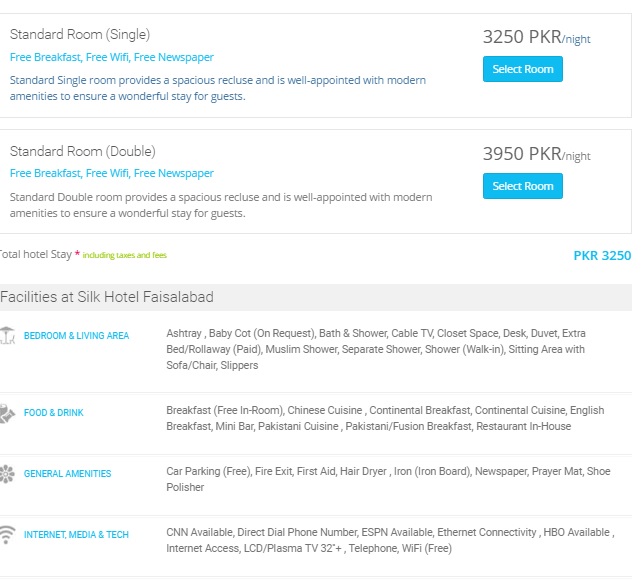 Standard Room (Single)
3250 PKR/night
Free Breakfast, Free Wifi, Free Newspaper
Select Room
Standard Single room provides a spacious recluse and is well-appointed with modern
amenities to ensure a wonderful stay for guests.
Standard Room (Double)
3950 PKR/night
Free Breakfast, Free Wifi, Free Newspaper
Select Room
Standard Double room provides a spacious recluse and is well-appointed with modern
amenities to ensure a wonderful stay for guests.
Total hotel Stay * including taxes and fees
PKR 3250
Facilities at Silk Hotel Faisalabad
BEDROOM & LIVING AREA
Ashtray , Baby Cot (On Request), Bath & Shower, Cable TV, Closet Space, Desk, Duvet, Extra
Bed/Rollaway (Paid), Muslim Shower, Separate Shower, Shower (Walk-in), Sitting Area with
Sofa/Chair, Slippers
FOOD & DRINK
Breakfast (Free In-Room), Chinese Cuisine , Continental Breakfast, Continental Cuisine, English
Breakfast, Mini Bar, Pakistani Cuisine , Pakistani/Fusion Breakfast, Restaurant In-House
GENERAL AMENITIES
Car Parking (Free), Fire Exit, First Aid, Hair Dryer , Iron (Iron Board), Newspaper, Prayer Mat, Shoe
Polisher
INTERNET, MEDIA & TECH
CNN Available, Direct Dial Phone Number, ESPN Available, Ethernet Connectivity , HBO Available ,
Internet Access, LCD/Plasma TV 32"+ , Telephone, WiFi (Free)